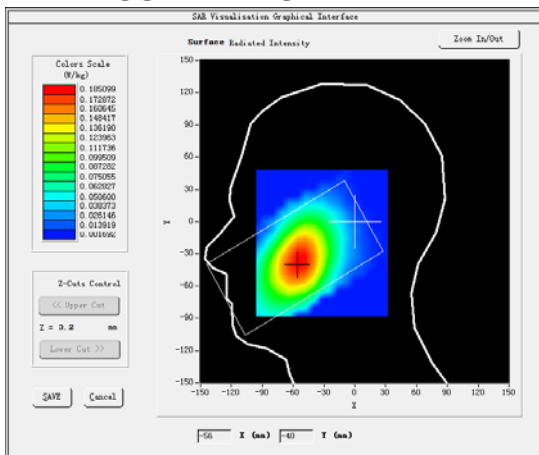 SAR Visualisation Graphical Interface
Surface Radiated Intensity
Zoom In/Out
Colors Scale
(W/kg)
0.185099
0.172872
0.160645
0.148417
0.136190
0.123963
0.111736
0.099509
0.087282
0.075055
0.062827
0.050600
0.038373
0.026146
0.013919
0.001692
150
120
90
60
30
0
-30
-60
-90
-120
-150
Y
-150 -120 -90 -60 -30 0 30 60 90 120 150
X
Z-Cuts Control
<< Upper Cut
Z = 3.2 mm
Lower Cut >>
SAVE Cancel
-56 X (mm) -40 Y (mm)